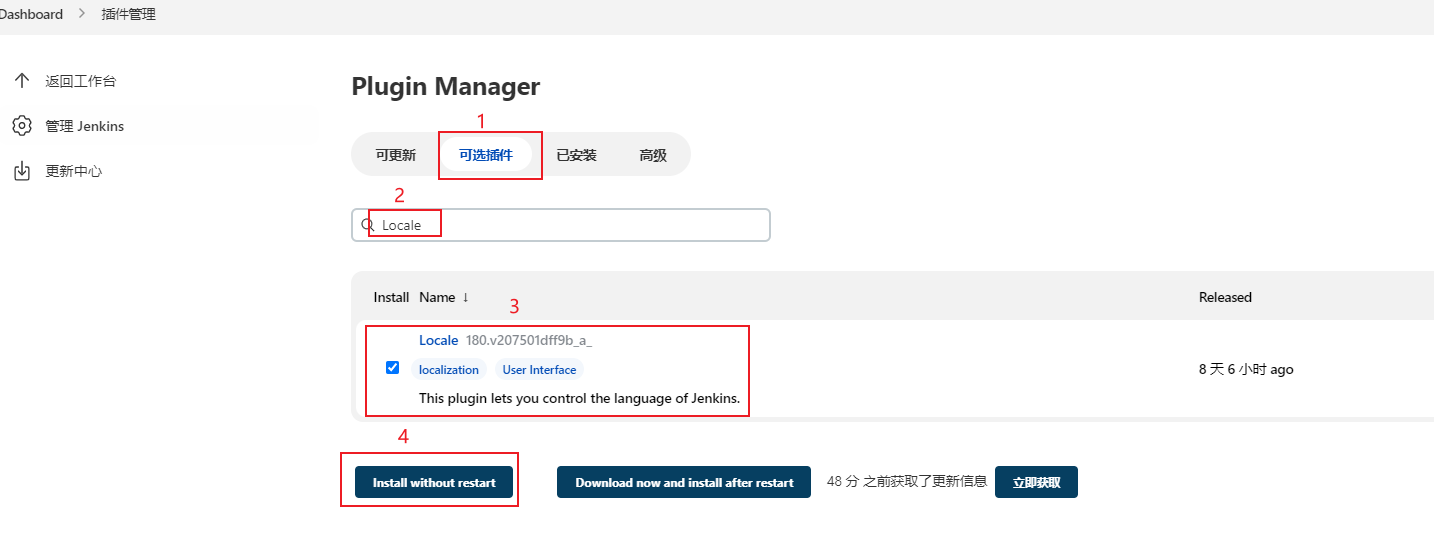 Dashboard > 插件管理
返回工作台
管理 Jenkins
更新中心
Plugin Manager
1
可更新 可选插件 已安装 高级
2
Locale
Install Name ↓ Released
3
Locale 180.v207501dff9b_a_
localization User Interface
8 天 6 小时 ago
This plugin lets you control the language of Jenkins.
4
Install without restart Download now and install after restart 48 分 之前获取了更新信息 立即获取